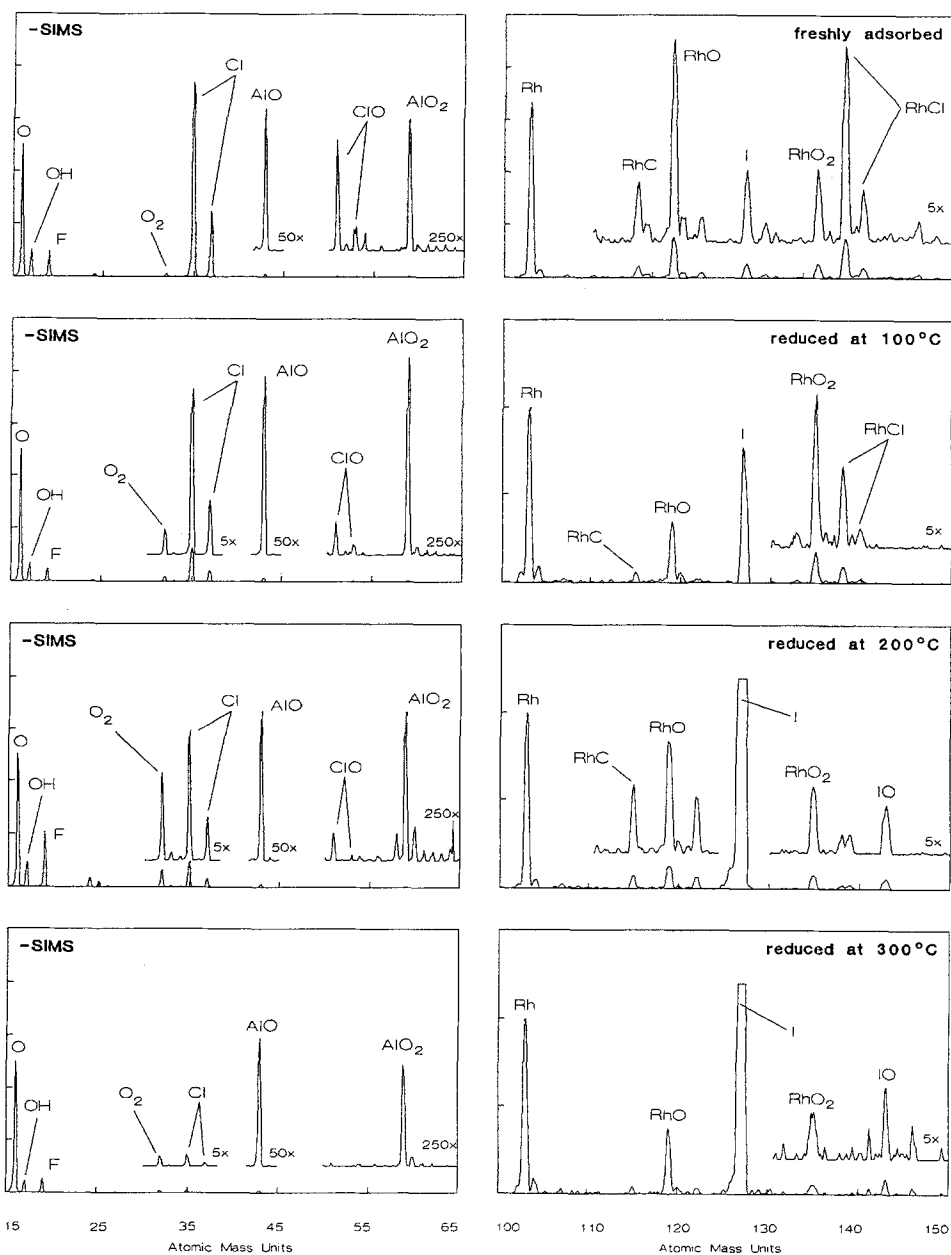 -SIMS
Cl
AlO
ClO
AlO2
O
OH
F
O2
50x
250x
freshly adsorbed
Rh
RhO
RhCl
RhC
I
RhO2
5x
-SIMS
Cl
AlO
AlO2
O
OH
F
O2
ClO
5x
50x
250x
reduced at 100°C
Rh
RhO2
I
RhCl
RhO
RhC
5x
-SIMS
O2
Cl
AlO
AlO2
O
OH
F
ClO
5x
50x
250x
reduced at 200°C
Rh
RhO
I
RhC
RhO2
IO
5x
-SIMS
AlO
AlO2
O
OH
F
O2
Cl
5x
50x
250x
15 25 35 45 55 65
Atomic Mass Units
reduced at 300°C
Rh
I
RhO
RhO2
IO
5x
100 110 120 130 140 150
Atomic Mass Units